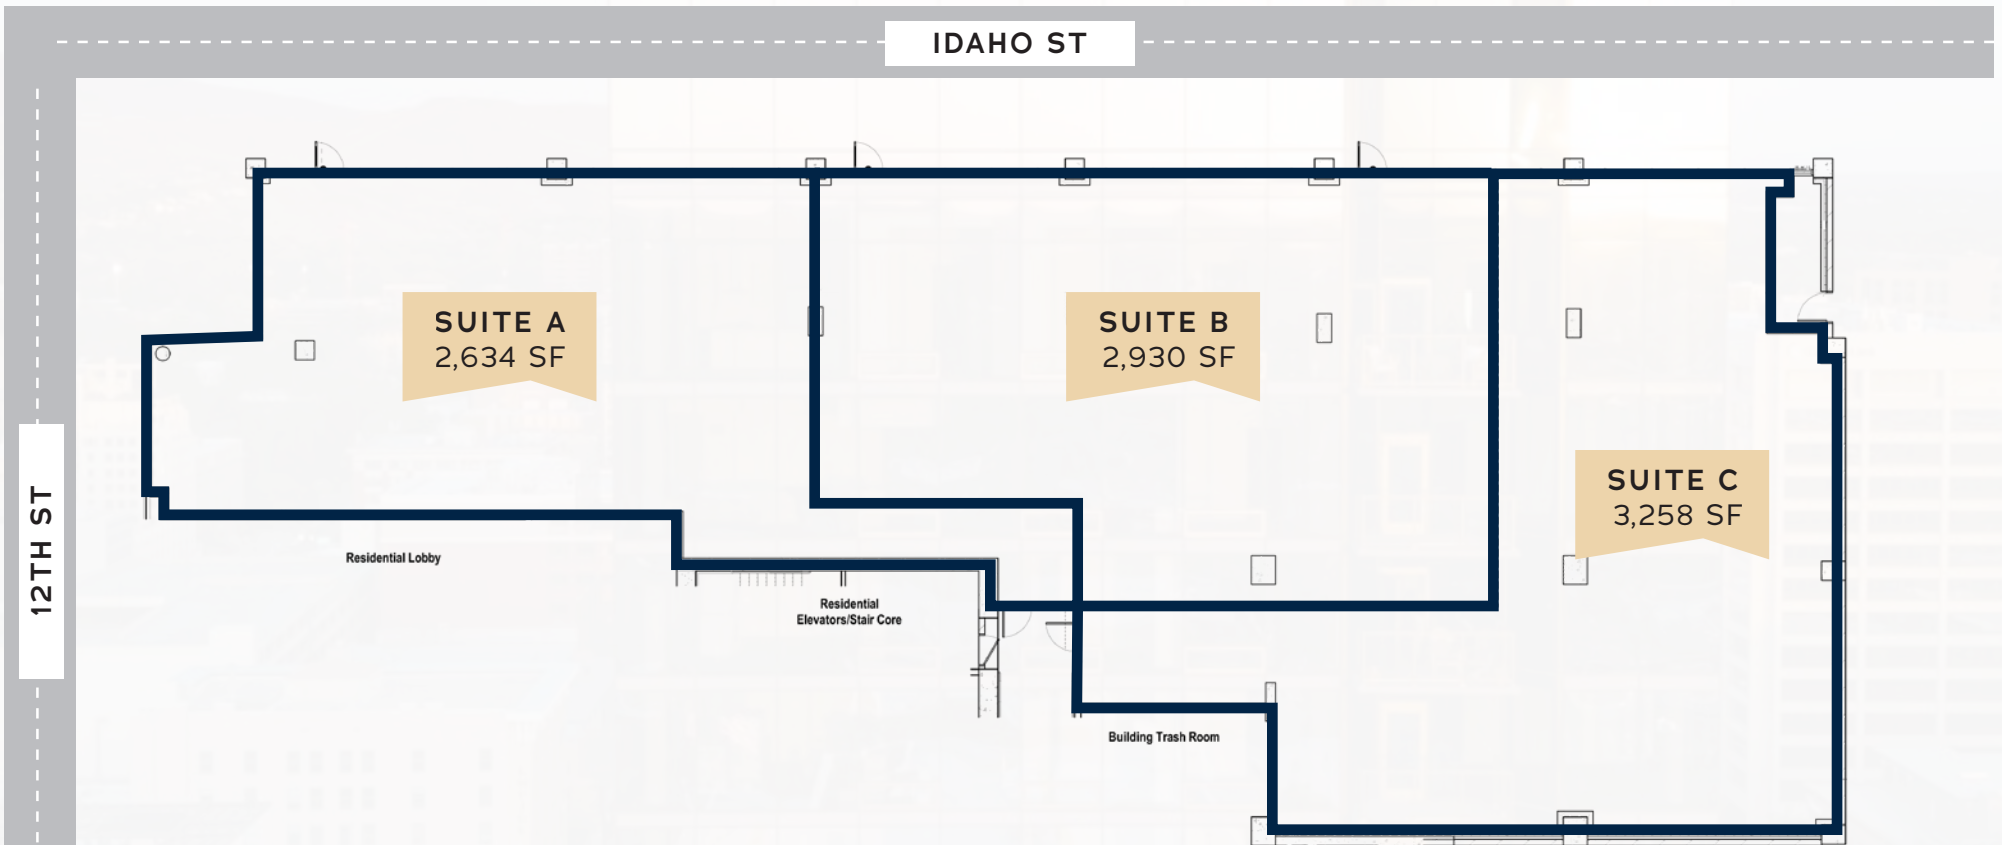 IDAHO ST
12TH ST
SUITE A
2,634 SF
SUITE B
2,930 SF
SUITE C
3,258 SF
Residential Lobby
Residential
Elevators/Stair Core
Building Trash Room